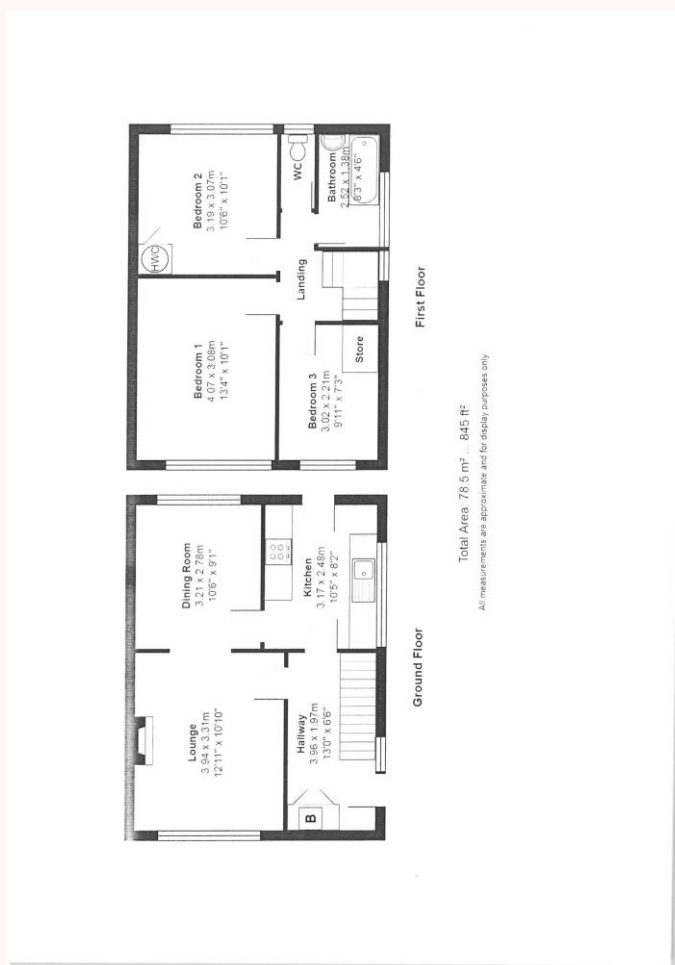 Bedroom 2
3.19 x 3.07m
10'6" x 10'1"
HWC
WC
Bathroom
2.52 x 1.38m
8'3" x 4'6"
Landing
Bedroom 1
4.07 x 3.08m
13'4" x 10'1"
Bedroom 3
3.02 x 2.21m
9'11" x 7'3"
Store
First Floor
Dining Room
3.21 x 2.78m
10'6" x 9'1"
Kitchen
3.17 x 2.48m
10'5" x 8'2"
Lounge
3.94 x 3.31m
12'11" x 10'10"
Hallway
3.96 x 1.97m
13'0" x 6'6"
B
Ground Floor
Total Area: 78.5 m² ... 845 ft²
All measurements are approximate and for display purposes only